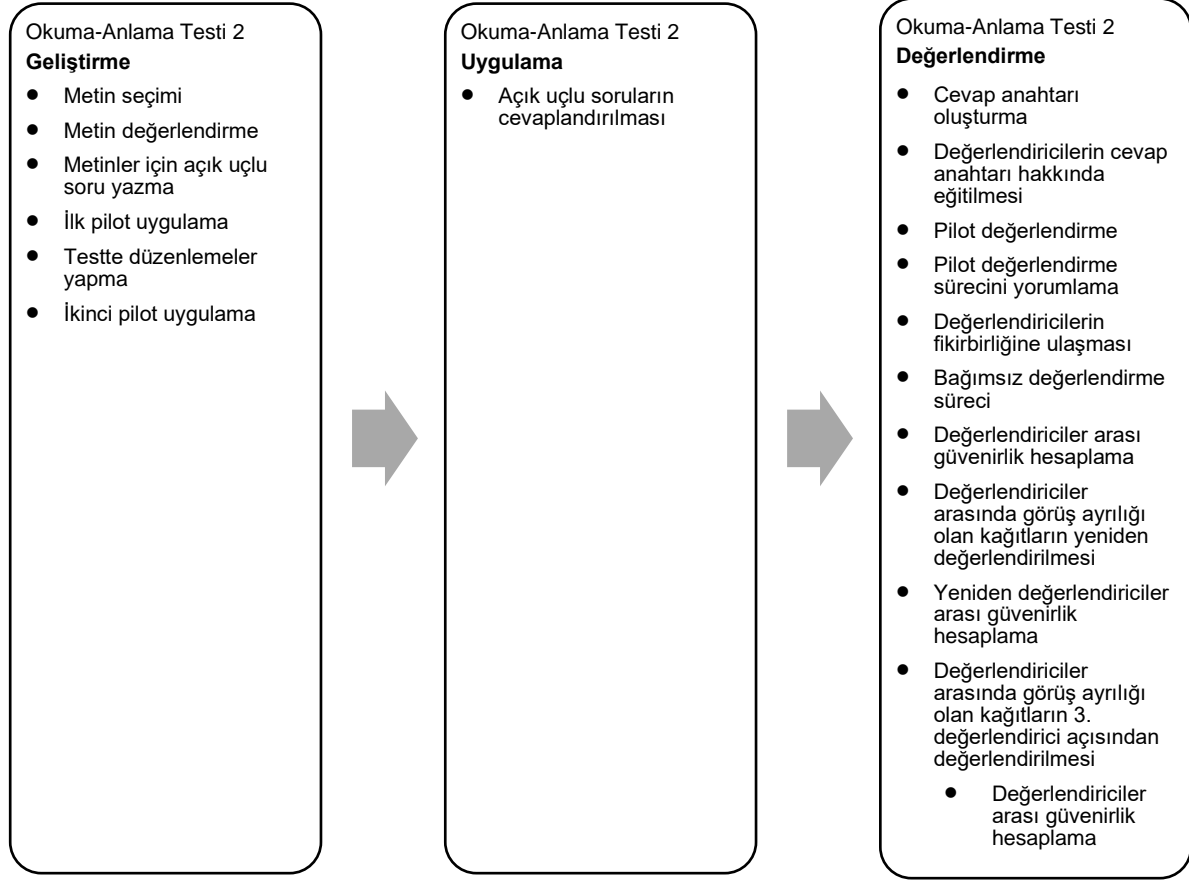 Okuma-Anlama Testi 2
Geliştirme
● Metin seçimi
● Metin değerlendirme
● Metinler için açık uçlu
soru yazma
● İlk pilot uygulama
● Testte düzenlemeler
yapma
● İkinci pilot uygulama
Okuma-Anlama Testi 2
Uygulama
● Açık uçlu soruların
cevaplandırılması
Okuma-Anlama Testi 2
Değerlendirme
● Cevap anahtarı
oluşturma
● Değerlendiricilerin cevap
anahtarı hakkında
eğitilmesi
● Pilot değerlendirme
● Pilot değerlendirme
sürecini yorumlama
● Değerlendiricilerin
fikirbirliğine ulaşması
● Bağımsız değerlendirme
süreci
● Değerlendiriciler arası
güvenirlik hesaplama
● Değerlendiriciler
arasında görüş ayrılığı
olan kağıtların yeniden
değerlendirilmesi
● Yeniden değerlendiriciler
arası güvenirlik
hesaplama
● Değerlendiriciler
arasında görüş ayrılığı
olan kağıtların 3.
değerlendirici açısından
değerlendirilmesi
● Değerlendiriciler
arası güvenirlik
hesaplama